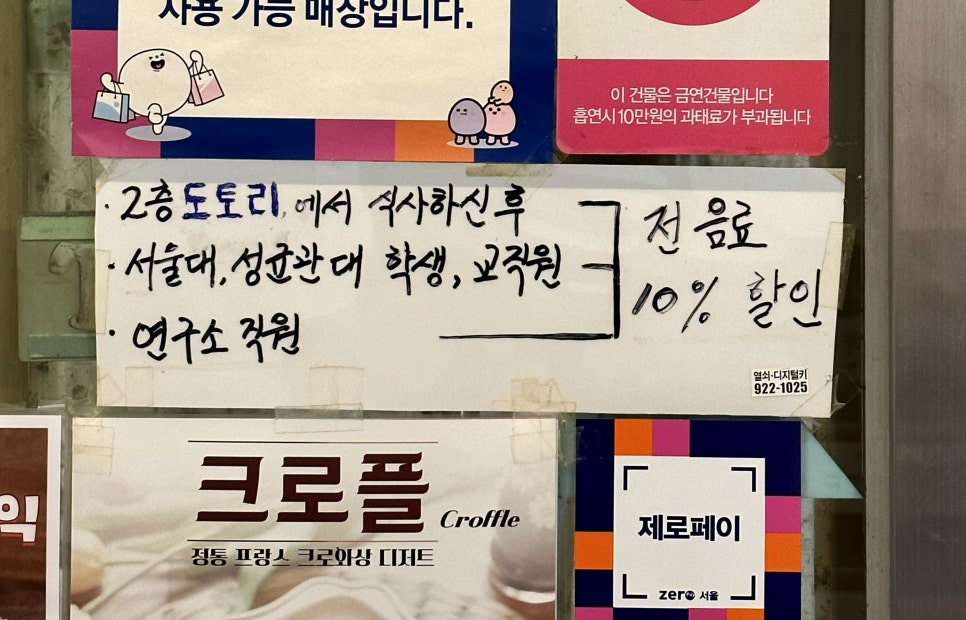 사용 가능 매장입니다.
이 건물은 금연건물입니다
흡연시 10만원의 과태료가 부과됩니다
· 2층 도토리, 에서 식사하신 후
· 서울대, 성균관대 학생, 교직원
· 연구소 직원
전 음료
10% 할인
열쇠·디지털키
922-1025
크로플 Croffle
정통 프랑스 크로와상 디저트
익
제로페이
zero 서울